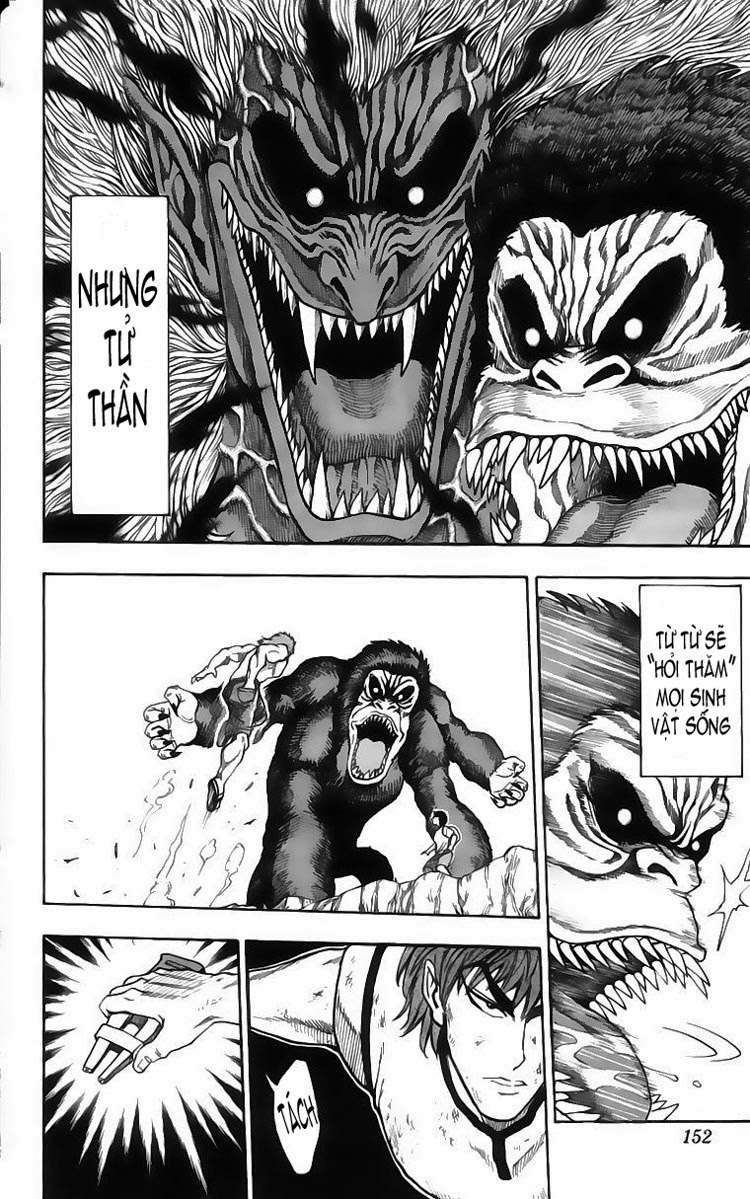 NHƯNG
TỬ
THẦN
TỪ TỪ SẼ
"HỎI THĂM"
MỌI SINH
VẬT SỐNG
TÁCH
152